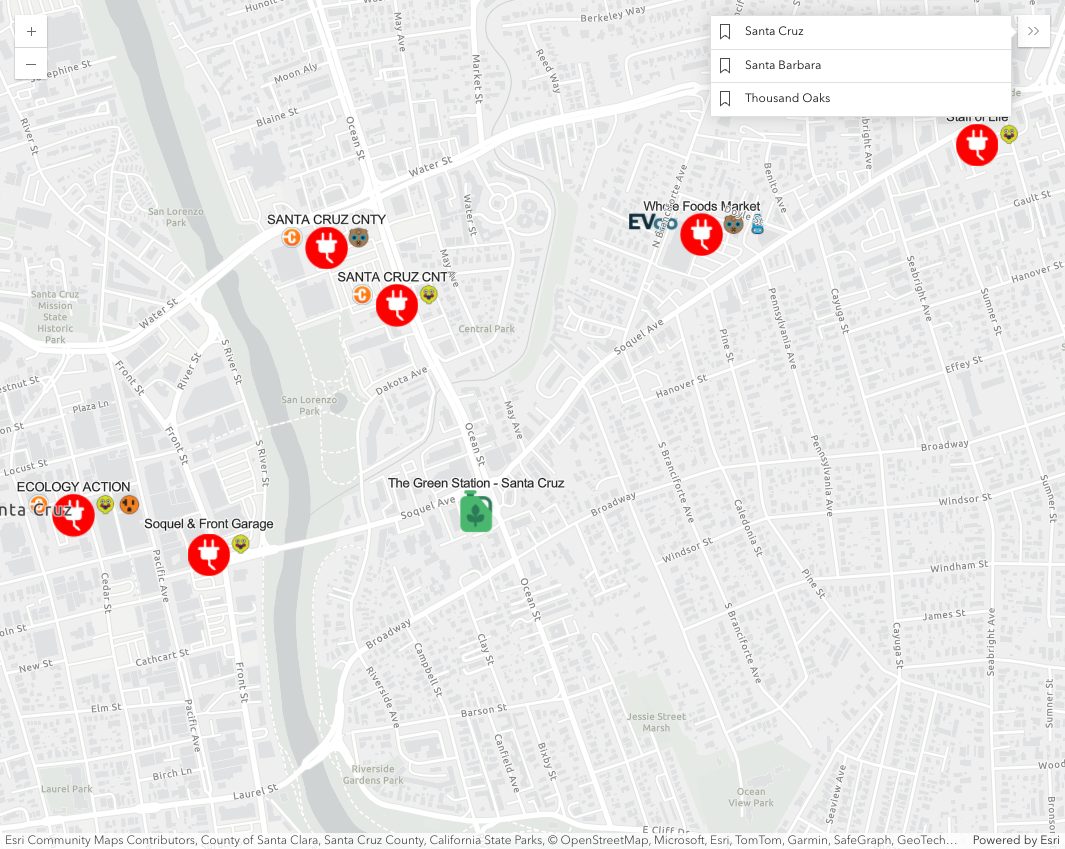 Hunolt St
Berkeley Way
Santa Cruz
Santa Barbara
Thousand Oaks
May Ave
Market St
Reed Way
Josephine St
Moon Aly
Blaine St
River St
Ocean St
Water St
Staff of Life
Seabright Ave
N Branciforte Ave
Benito Ave
Gault St
San Lorenzo
Park
Water St
Whole Foods Market
EVgo
SANTA CRUZ CNTY
SANTA CRUZ CNT
May Ave
Hanover St
Santa Cruz
Mission
State
Historic
Park
Water St
Central Park
Soquel Ave
Cayuga St
Seabright Ave
Sumner St
Pennsylvania Ave
Pine St
Effey St
Front St
River St
S River St
Dakota Ave
Hanover St
Plaza Ln
San Lorenzo
Park
May Ave
Ocean St
Front St
S River St
Locust St
Broadway
S Branciforte Ave
Pennsylvania Ave
The Green Station - Santa Cruz
ECOLOGY ACTION
nta Cruz
Soquel & Front Garage
Soquel Ave
Broadway
Windsor St
Sumner St
Caledonia St
Windsor St
Windham St
Pacific Ave
Cedar St
Pine St
Ocean St
James St
S Branciforte Ave
Cayuga St
Seabright Ave
Broadway
New St
Cathcart St
Front St
Clay St
Campbell St
Riverside Ave
Elm St
Pacific Ave
Barson St
Jessie Street
Marsh
Sumner St
Canfield Ave
Bixby St
Birch Ln
Riverside
Gardens Park
Laurel Park
Laurel St
Seaview Ave
Ocean
View Park
E Cliff Dr
Esri Community Maps Contributors, County of Santa Clara, Santa Cruz County, California State Parks, © OpenStreetMap, Microsoft, Esri, TomTom, Garmin, SafeGraph, GeoTech…
Powered by Esri